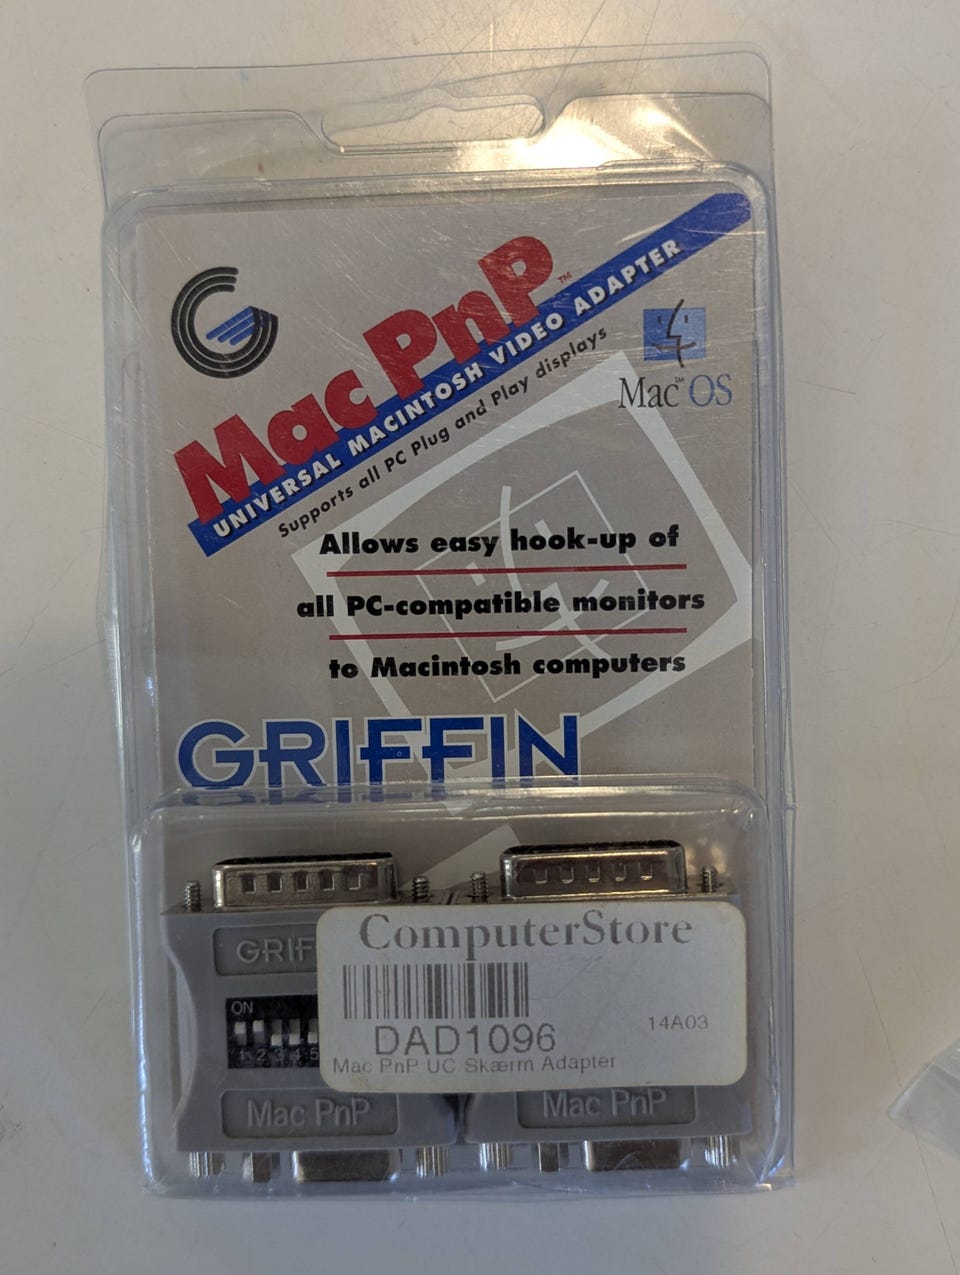 Mac PnP™
UNIVERSAL MACINTOSH VIDEO ADAPTER
Supports all PC Plug and Play displays
Mac™ OS
Allows easy hook-up of
all PC-compatible monitors
to Macintosh computers
GRIFFIN
GRIF
ON
1 2 3 4 5
ComputerStore
DAD1096
14A03
Mac PnP UC Skærm Adapter
Mac PnP
Mac PnP